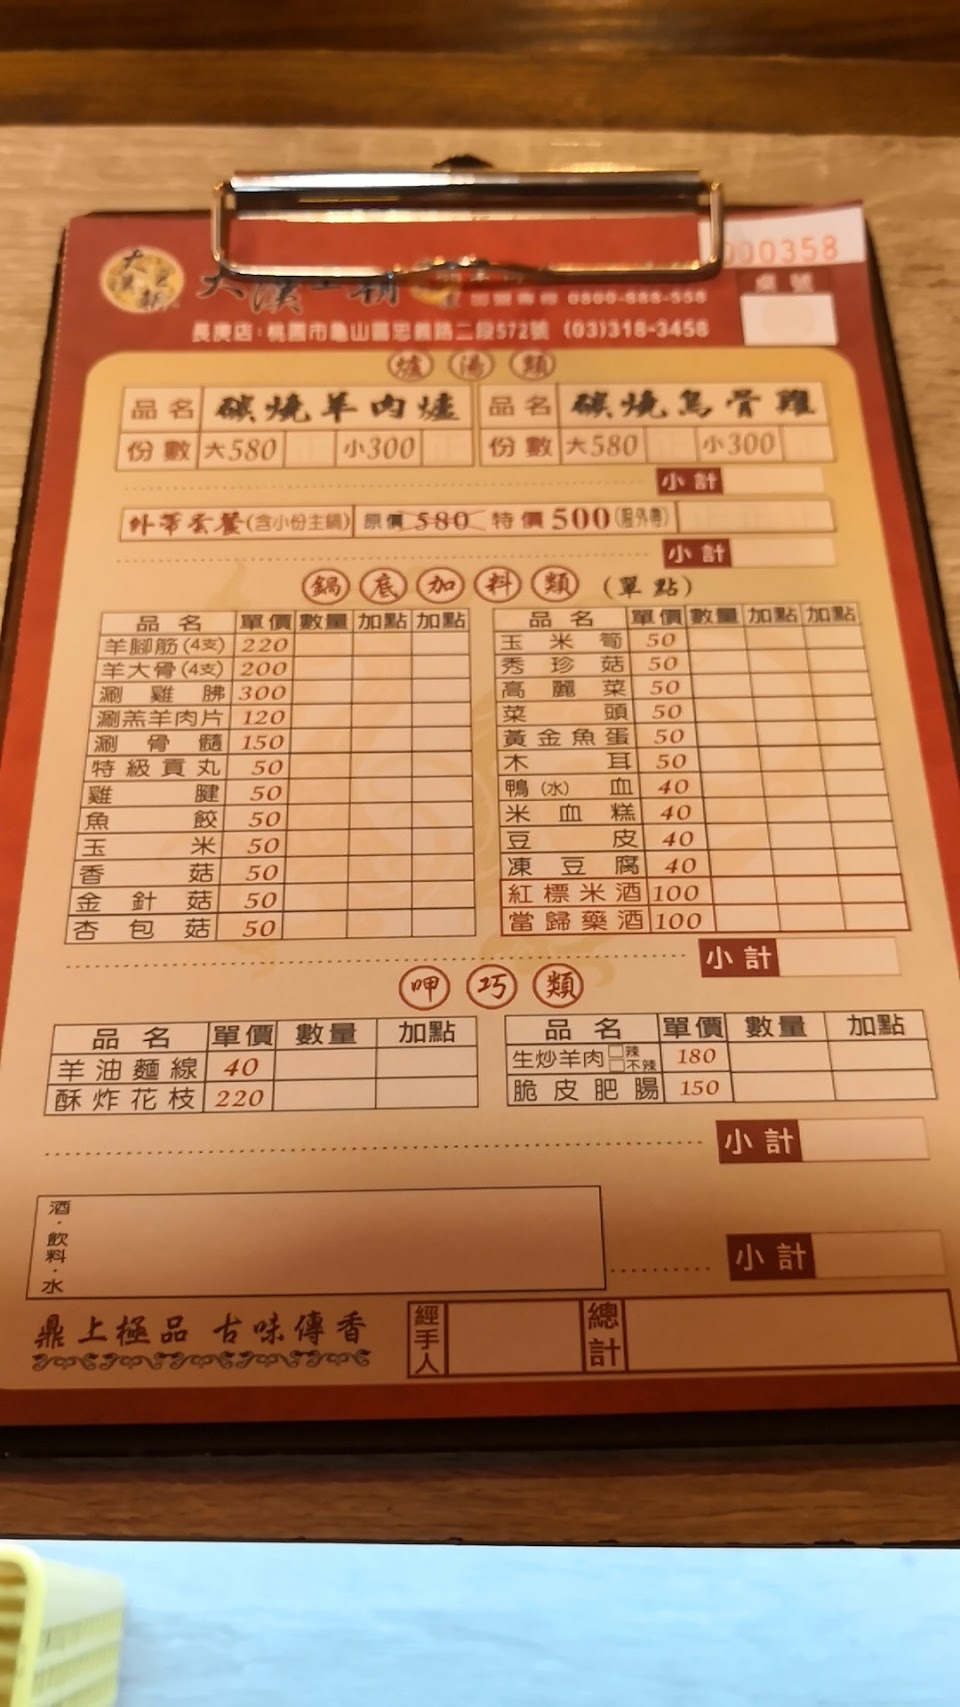 000358
桌號
0800-888-558
長庚店：桃園市龜山區忠義路二段572號 (03)318-3458
爐湯類
品名 碳燒羊肉爐 品名 碳燒烏骨雞
份數 大580 小300 份數 大580 小300
小計
外帶套餐(含小份主鍋) 原價 580 特價 500 (限外帶)
小計
鍋底加料類 (單點)
品名 單價 數量 加點 加點 品名 單價 數量 加點 加點
羊腳筋(4支) 220 玉米筍 50
羊大骨(4支) 200 秀珍菇 50
涮雞腁 300 高麗菜 50
涮羔羊肉片 120 菜頭 50
涮骨髓 150 黃金魚蛋 50
特級貢丸 50 木耳 50
雞腱 50 鴨(水)血 40
魚餃 50 米血糕 40
玉米 50 豆皮 40
香菇 50 凍豆腐 40
金針菇 50 紅標米酒 100
杏包菇 50 當歸藥酒 100
小計
呷巧類
品名 單價 數量 加點 品名 單價 數量 加點
羊油麵線 40 生炒羊肉 □辣 □不辣 180
酥炸花枝 220 脆皮肥腸 150
小計
酒・飲料・水
小計
鼎上極品 古味傳香 經手人 總計